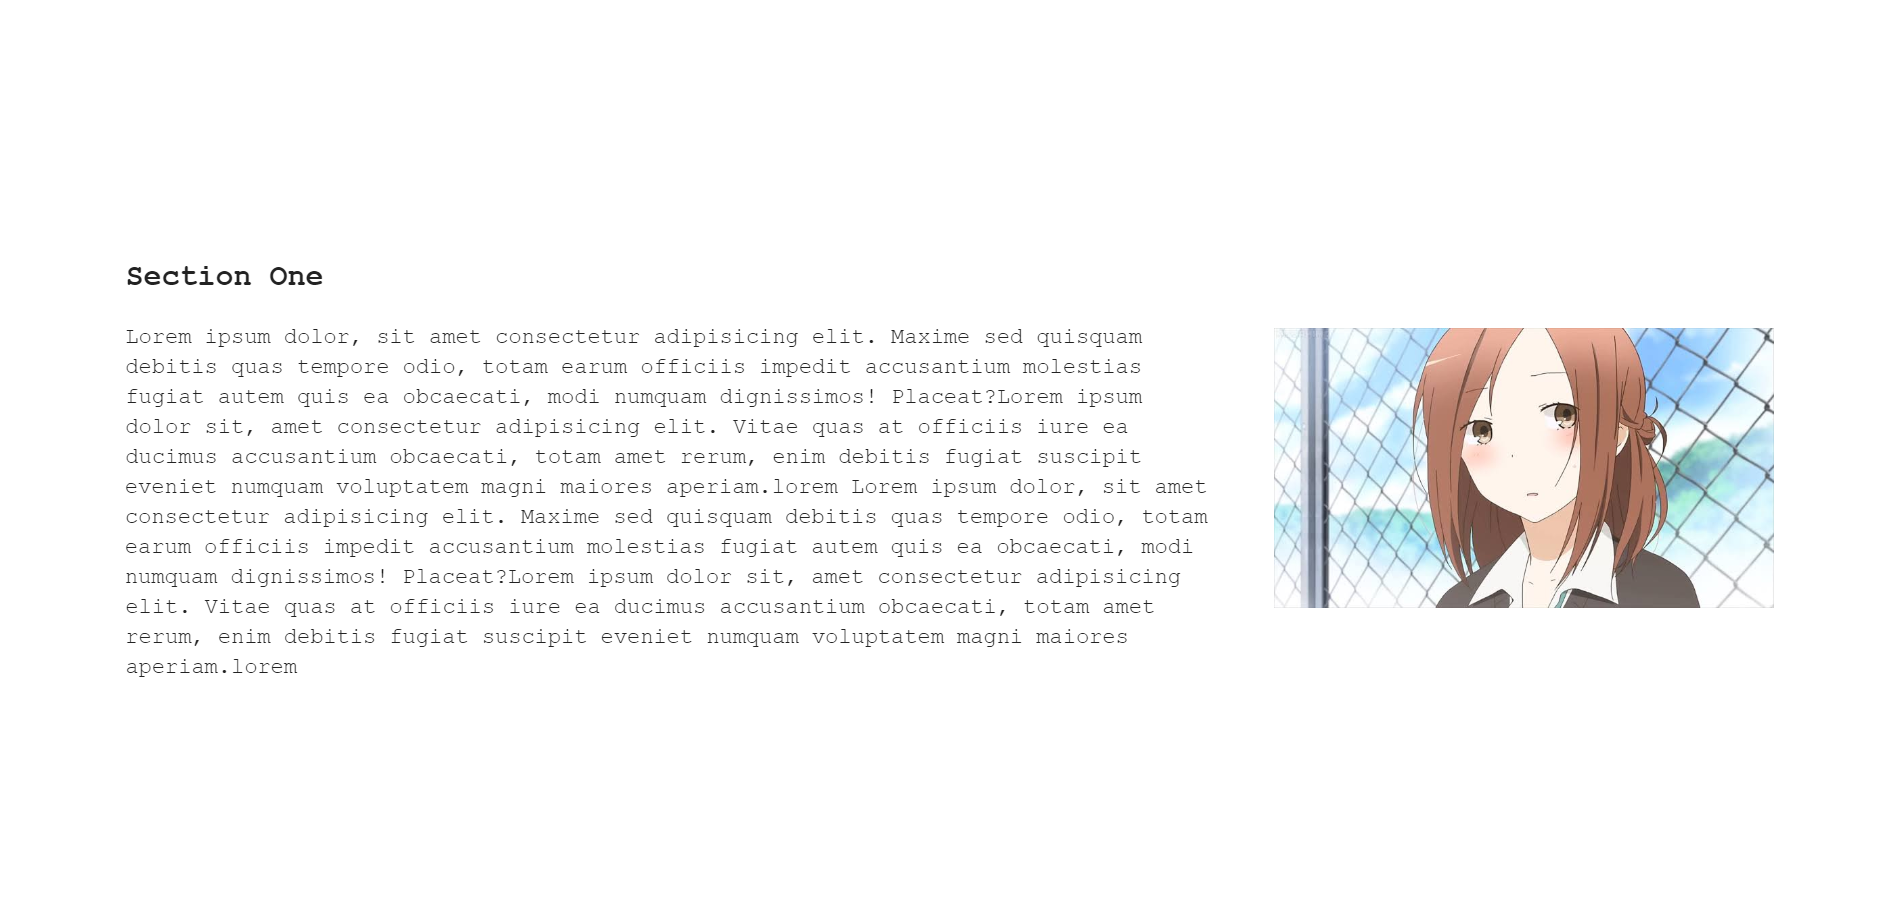 Section One
Lorem ipsum dolor, sit amet consectetur adipisicing elit. Maxime sed quisquam
debitis quas tempore odio, totam earum officiis impedit accusantium molestias
fugiat autem quis ea obcaecati, modi numquam dignissimos! Placeat?Lorem ipsum
dolor sit, amet consectetur adipisicing elit. Vitae quas at officiis iure ea
ducimus accusantium obcaecati, totam amet rerum, enim debitis fugiat suscipit
eveniet numquam voluptatem magni maiores aperiam.lorem Lorem ipsum dolor, sit amet
consectetur adipisicing elit. Maxime sed quisquam debitis quas tempore odio, totam
earum officiis impedit accusantium molestias fugiat autem quis ea obcaecati, modi
numquam dignissimos! Placeat?Lorem ipsum dolor sit, amet consectetur adipisicing
elit. Vitae quas at officiis iure ea ducimus accusantium obcaecati, totam amet
rerum, enim debitis fugiat suscipit eveniet numquam voluptatem magni maiores
aperiam.lorem